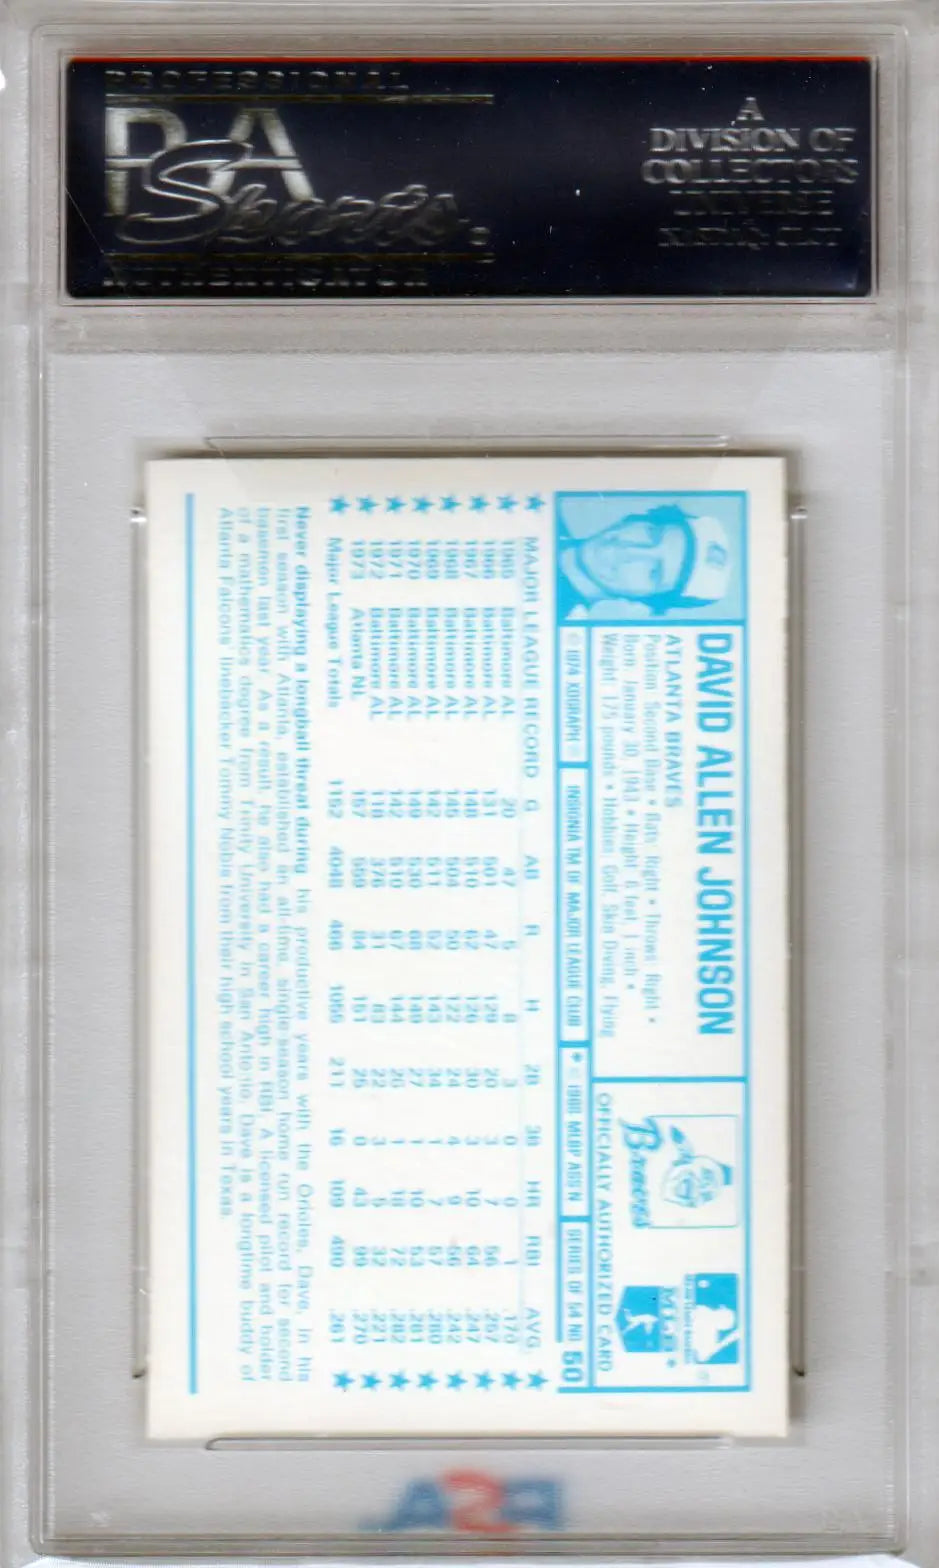 PROFESSIONAL
PSA
Sports
AUTHENTICATOR
A
DIVISION OF
COLLECTORS
UNIVERSE
NASDAQ: CLCT
DAVID ALLEN JOHNSON
ATLANTA BRAVES
Position: Second Base • Bats: Right • Throws: Right •
Born: January 30, 1943 • Height: 6 feet, 1 inch •
Weight: 175 pounds • Hobbies: Golf, Skin Diving, Flying
Braves
OFFICIALLY AUTHORIZED CARD
© 1974 XOGRAPH ®
INSIGNIA TM OF MAJOR LEAGUE CLUB
SERIES OF 54 NO. 50
MAJOR LEAGUE RECORD G AB R H 2B 3B HR RBI AVG
1965 Baltimore AL 20 47 5 8 3 0 0 1 .170
1966 Baltimore AL 131 501 47 129 20 3 7 56 .257
1967 Baltimore AL 148 510 62 126 30 3 10 64 .247
1968 Baltimore AL 145 504 50 122 24 4 9 56 .242
1969 Baltimore AL 142 511 52 143 34 1 7 57 .280
1970 Baltimore AL 149 530 68 149 27 1 10 53 .281
1971 Baltimore AL 142 510 67 144 26 1 18 72 .282
1972 Baltimore AL 118 376 31 83 22 3 5 32 .221
1973 Atlanta NL 157 559 84 151 25 0 43 99 .270
Major League Totals 1152 4048 466 1055 211 16 109 490 .261
Never displaying a longball threat during his productive years with the Orioles, Dave, in his
first season with Atlanta, established an all-time single-season home run record for second
basemen last year. As a result, he also had a career high in RBI. A licensed pilot and holder
of a mathematics degree from Trinity University in San Antonio, Dave is a longtime buddy of
Atlanta Falcons' linebacker Tommy Nobis from their high school years in Texas.